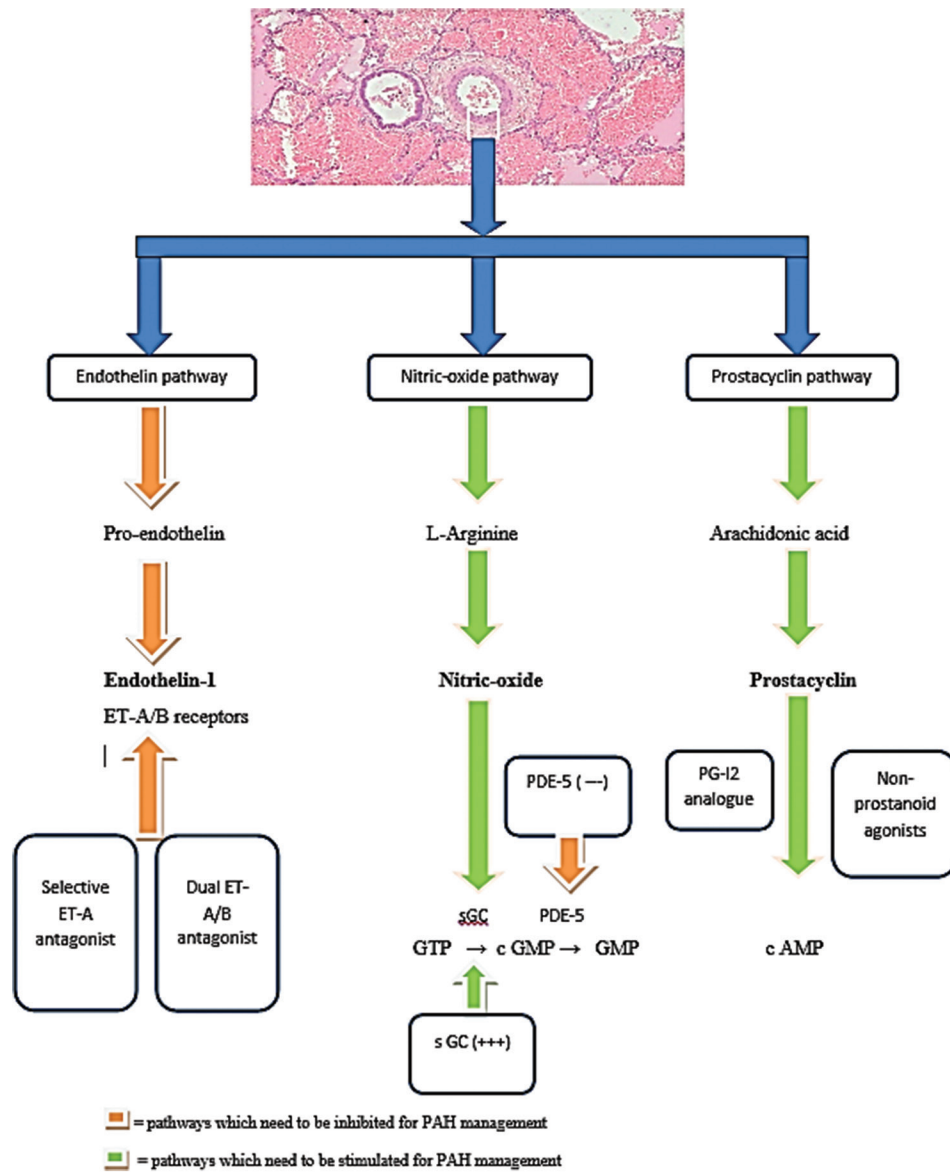 Endothelin pathway
Nitric-oxide pathway
Prostacyclin pathway
Pro-endothelin
L-Arginine
Arachidonic acid
Endothelin-1
Nitric-oxide
Prostacyclin
ET-A/B receptors
PDE-5 ( –-)
PG-I2
analogue
Non-
prostanoid
agonists
Selective
ET-A
antagonist
Dual ET-
A/B
antagonist
sGC
PDE-5
GTP → c GMP → GMP
c AMP
s GC (+++)
= pathways which need to be inhibited for PAH management
= pathways which need to be stimulated for PAH management